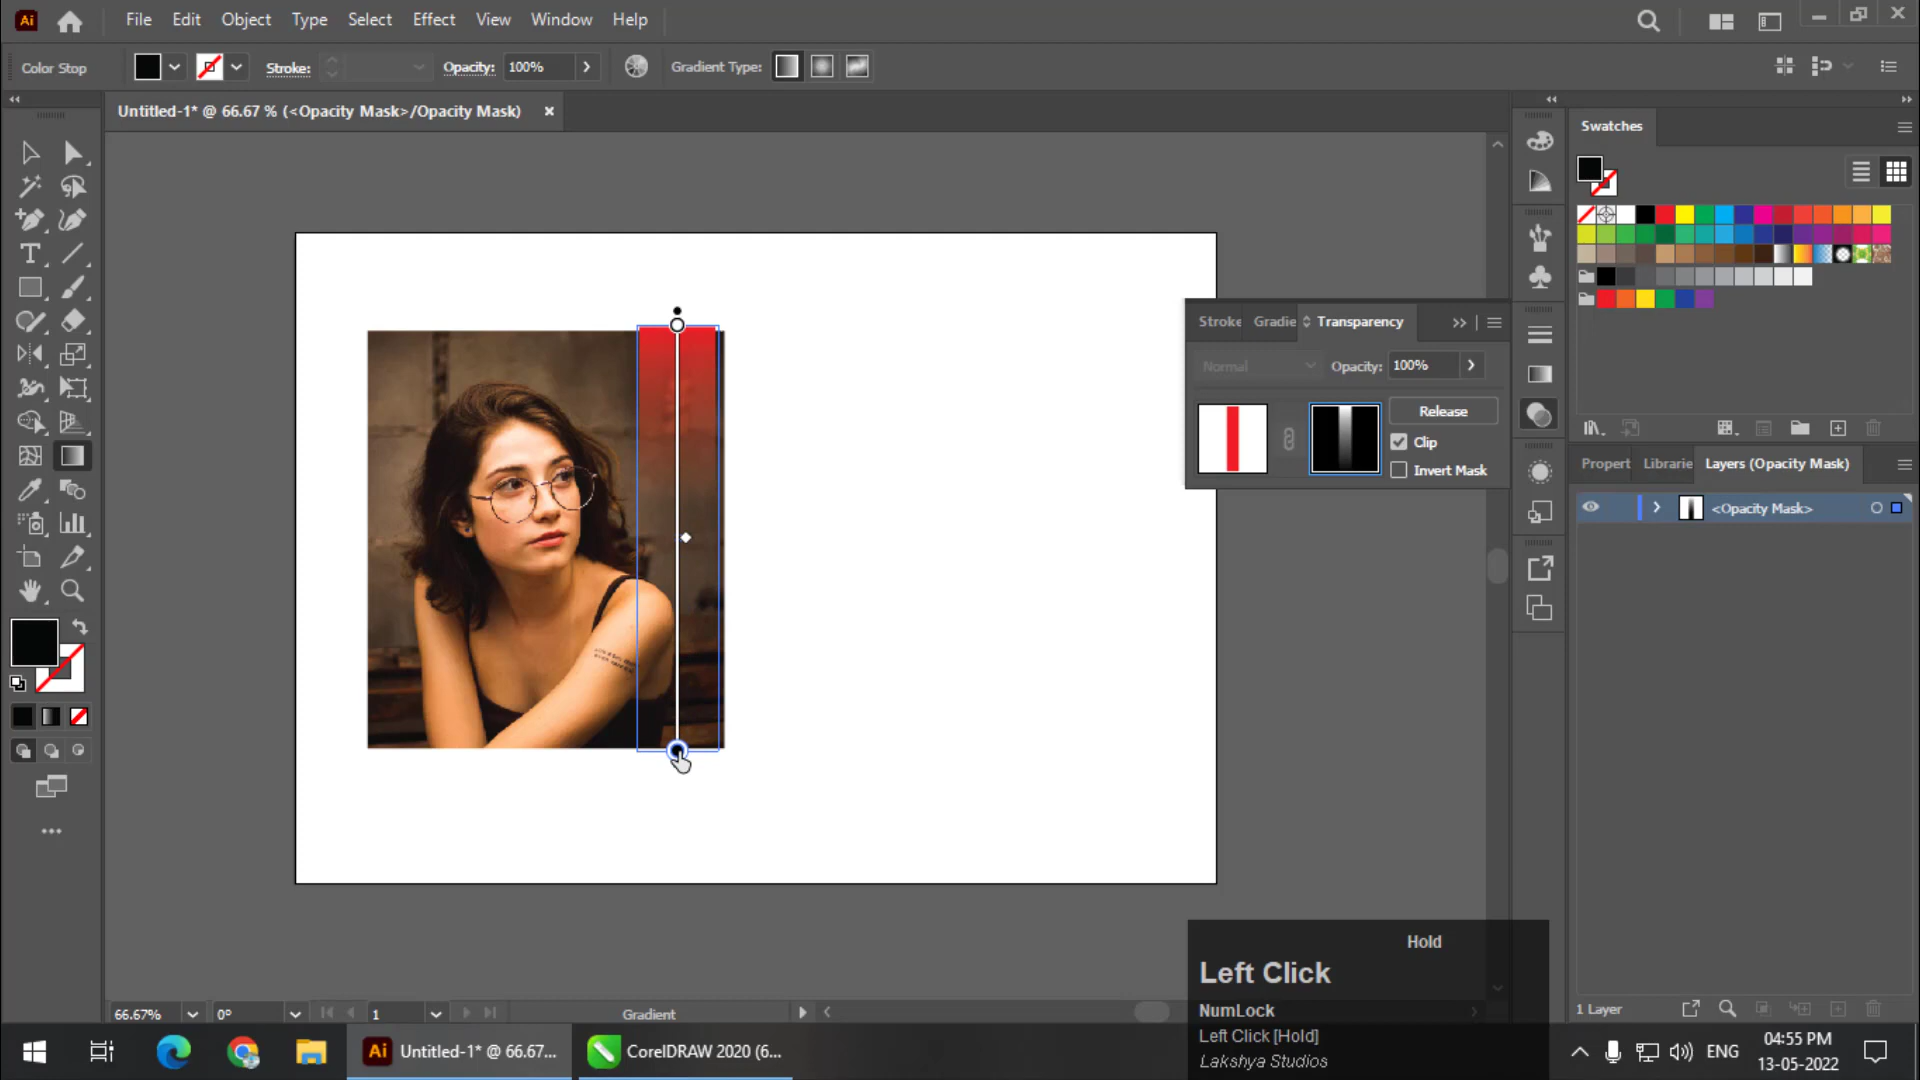 Ai File Edit Object Type Select Effect View Window Help
Color Stop Stroke: Opacity: 100% Gradient Type:
Untitled-1* @ 66.67 % (<Opacity Mask>/Opacity Mask) ×
Swatches
Stroke Gradie Transparency
Normal Opacity: 100%
Release
Clip
Invert Mask
Propert Librarie Layers (Opacity Mask)
<Opacity Mask>
Hold
Left Click
NumLock
Left Click [Hold]
Lakshya Studios
1 Layer
66.67% 0° 1 Gradient
Ai Untitled-1* @ 66.67... CorelDRAW 2020 (6... ENG 04:55 PM
13-05-2022